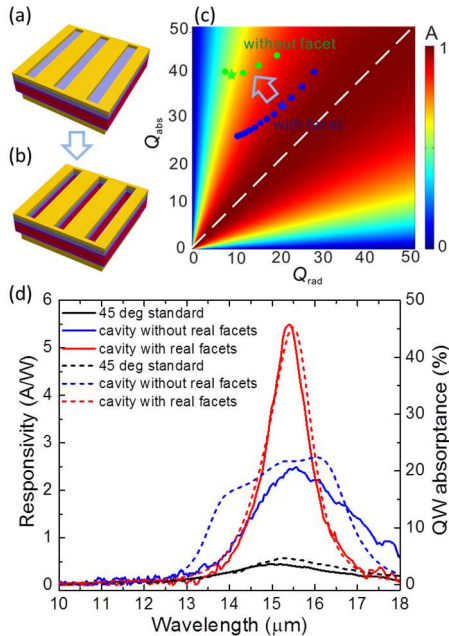 (a)
(b)
(c)
without facet
with facet
Q_abs
50
40
30
20
10
0
0 10 20 30 40 50
Q_rad
A
1
0
(d)
45 deg standard
cavity without real facets
cavity with real facets
45 deg standard
cavity without real facets
cavity with real facets
Responsivity (A/W)
6
5
4
3
2
1
0
QW absorptance (%)
50
40
30
20
10
0
10 11 12 13 14 15 16 17 18
Wavelength (μm)